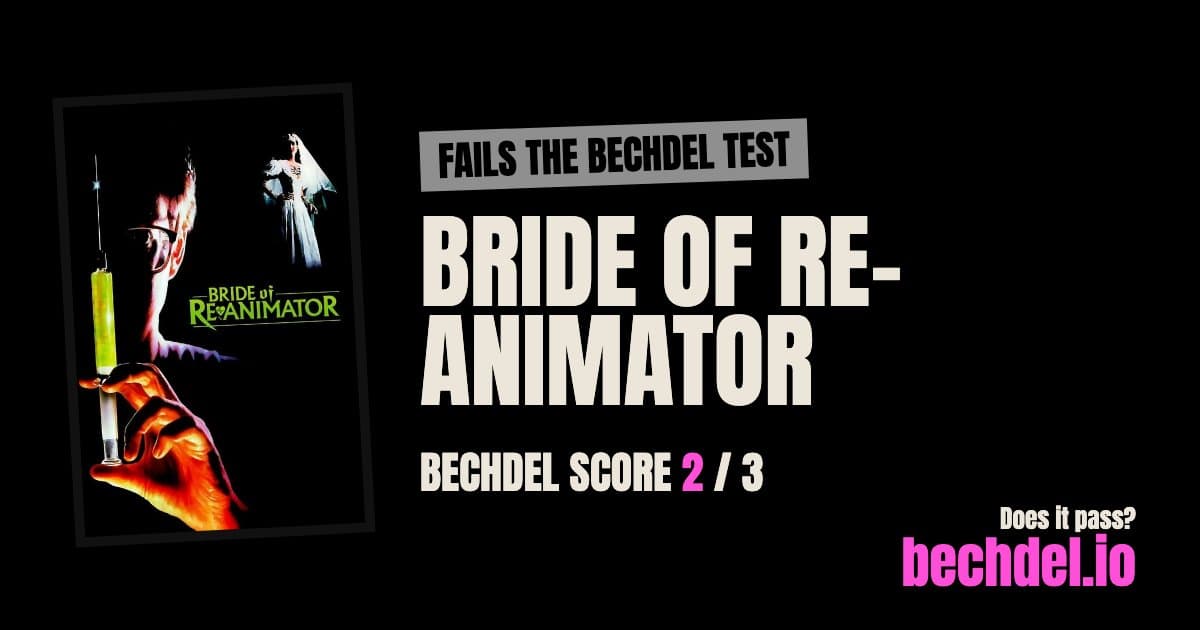 BRIDE of
RE-ANIMATOR
FAILS THE BECHDEL TEST
BRIDE OF RE-
ANIMATOR
BECHDEL SCORE 2 / 3
Does it pass?
bechdel.io